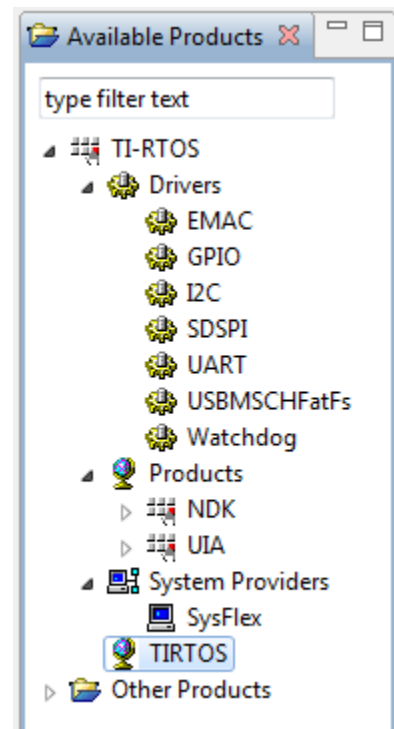 Available Products
type filter text
TI-RTOS
Drivers
EMAC
GPIO
I2C
SDSPI
UART
USBMSCHFatFs
Watchdog
Products
NDK
UIA
System Providers
SysFlex
TIRTOS
Other Products